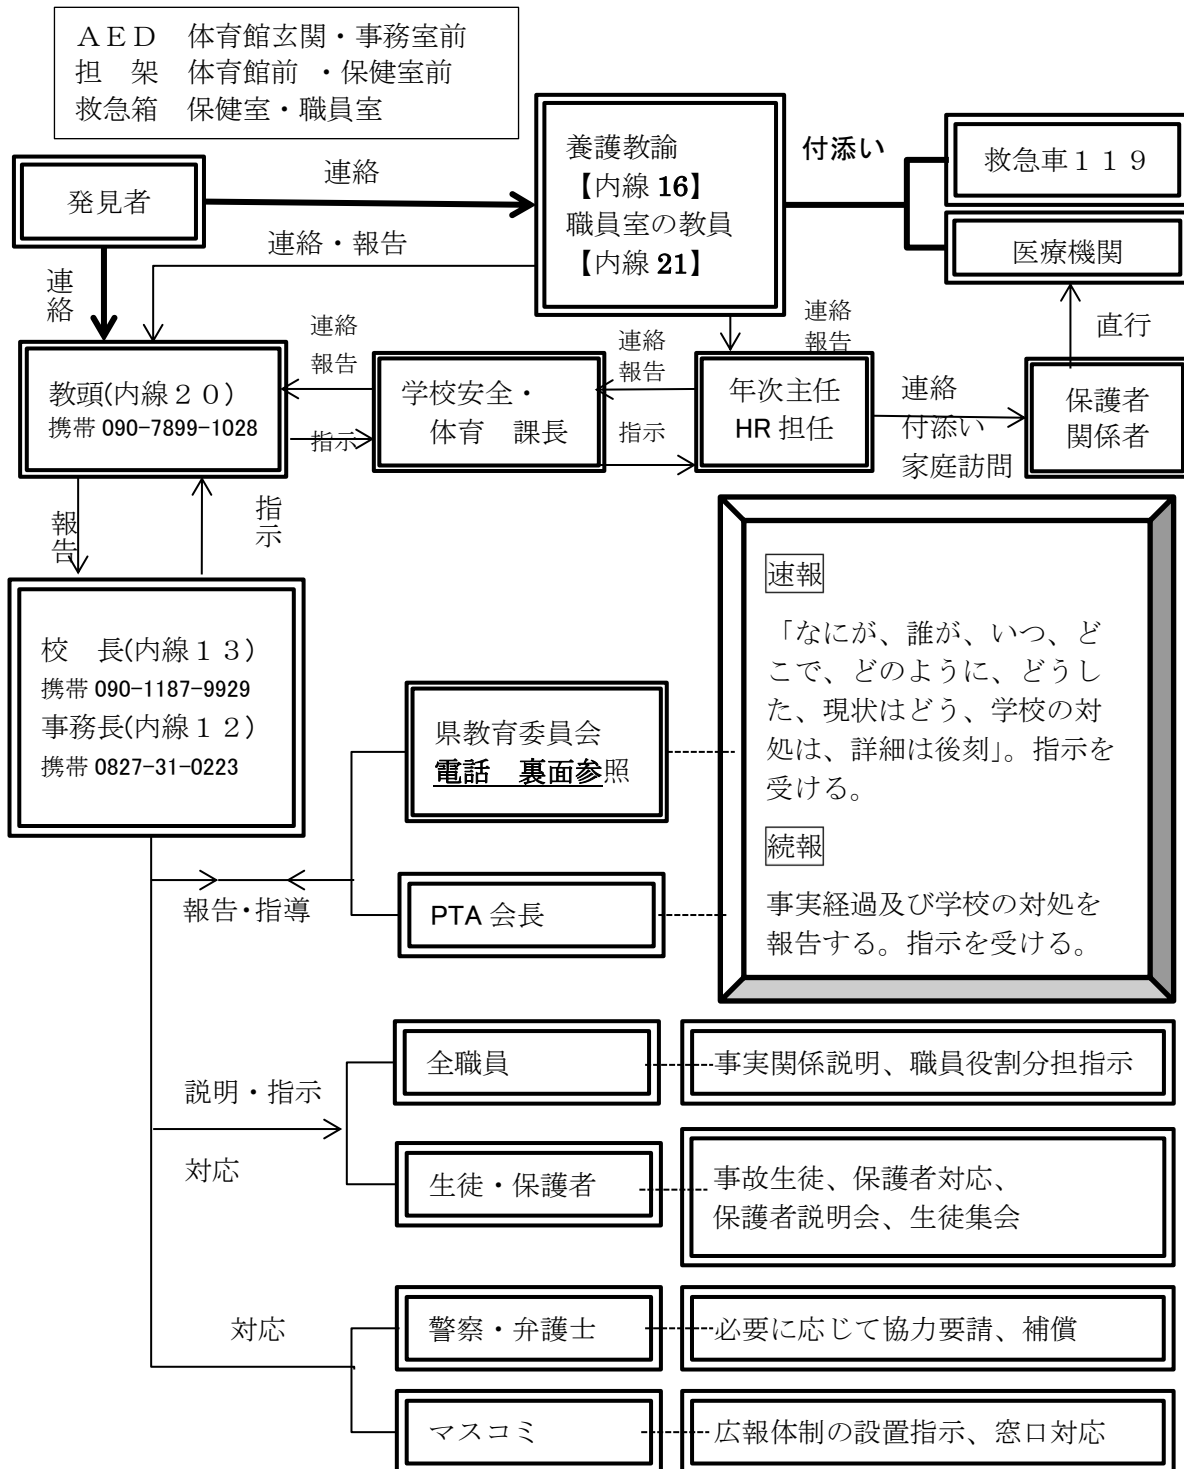 ＡＥＤ　体育館玄関・事務室前
担　架　体育館前　・保健室前
救急箱　保健室・職員室
発見者
連絡
養護教諭
【内線 16】
職員室の教員
【内線 21】
付添い
救急車１１９
医療機関
連絡・報告
連絡
直行
連絡
報告
連絡
報告
連絡
報告
教頭(内線２０)
携帯 090-7899-1028
指示
学校安全・
体育　課長
指示
年次主任
HR 担任
連絡
付添い
家庭訪問
保護者
関係者
報告
指示
校　長(内線１３)
携帯 090-1187-9929
事務長(内線１２)
携帯 0827-31-0223
速報
「なにが、誰が、いつ、ど
こで、どのように、どうし
た、現状はどう、学校の対
処は、詳細は後刻」。指示を
受ける。
続報
事実経過及び学校の対処を
報告する。指示を受ける。
県教育委員会
電話　裏面参照
報告・指導
PTA 会長
全職員
事実関係説明、職員役割分担指示
説明・指示
対応
生徒・保護者
事故生徒、保護者対応、
保護者説明会、生徒集会
対応
警察・弁護士
必要に応じて協力要請、補償
マスコミ
広報体制の設置指示、窓口対応